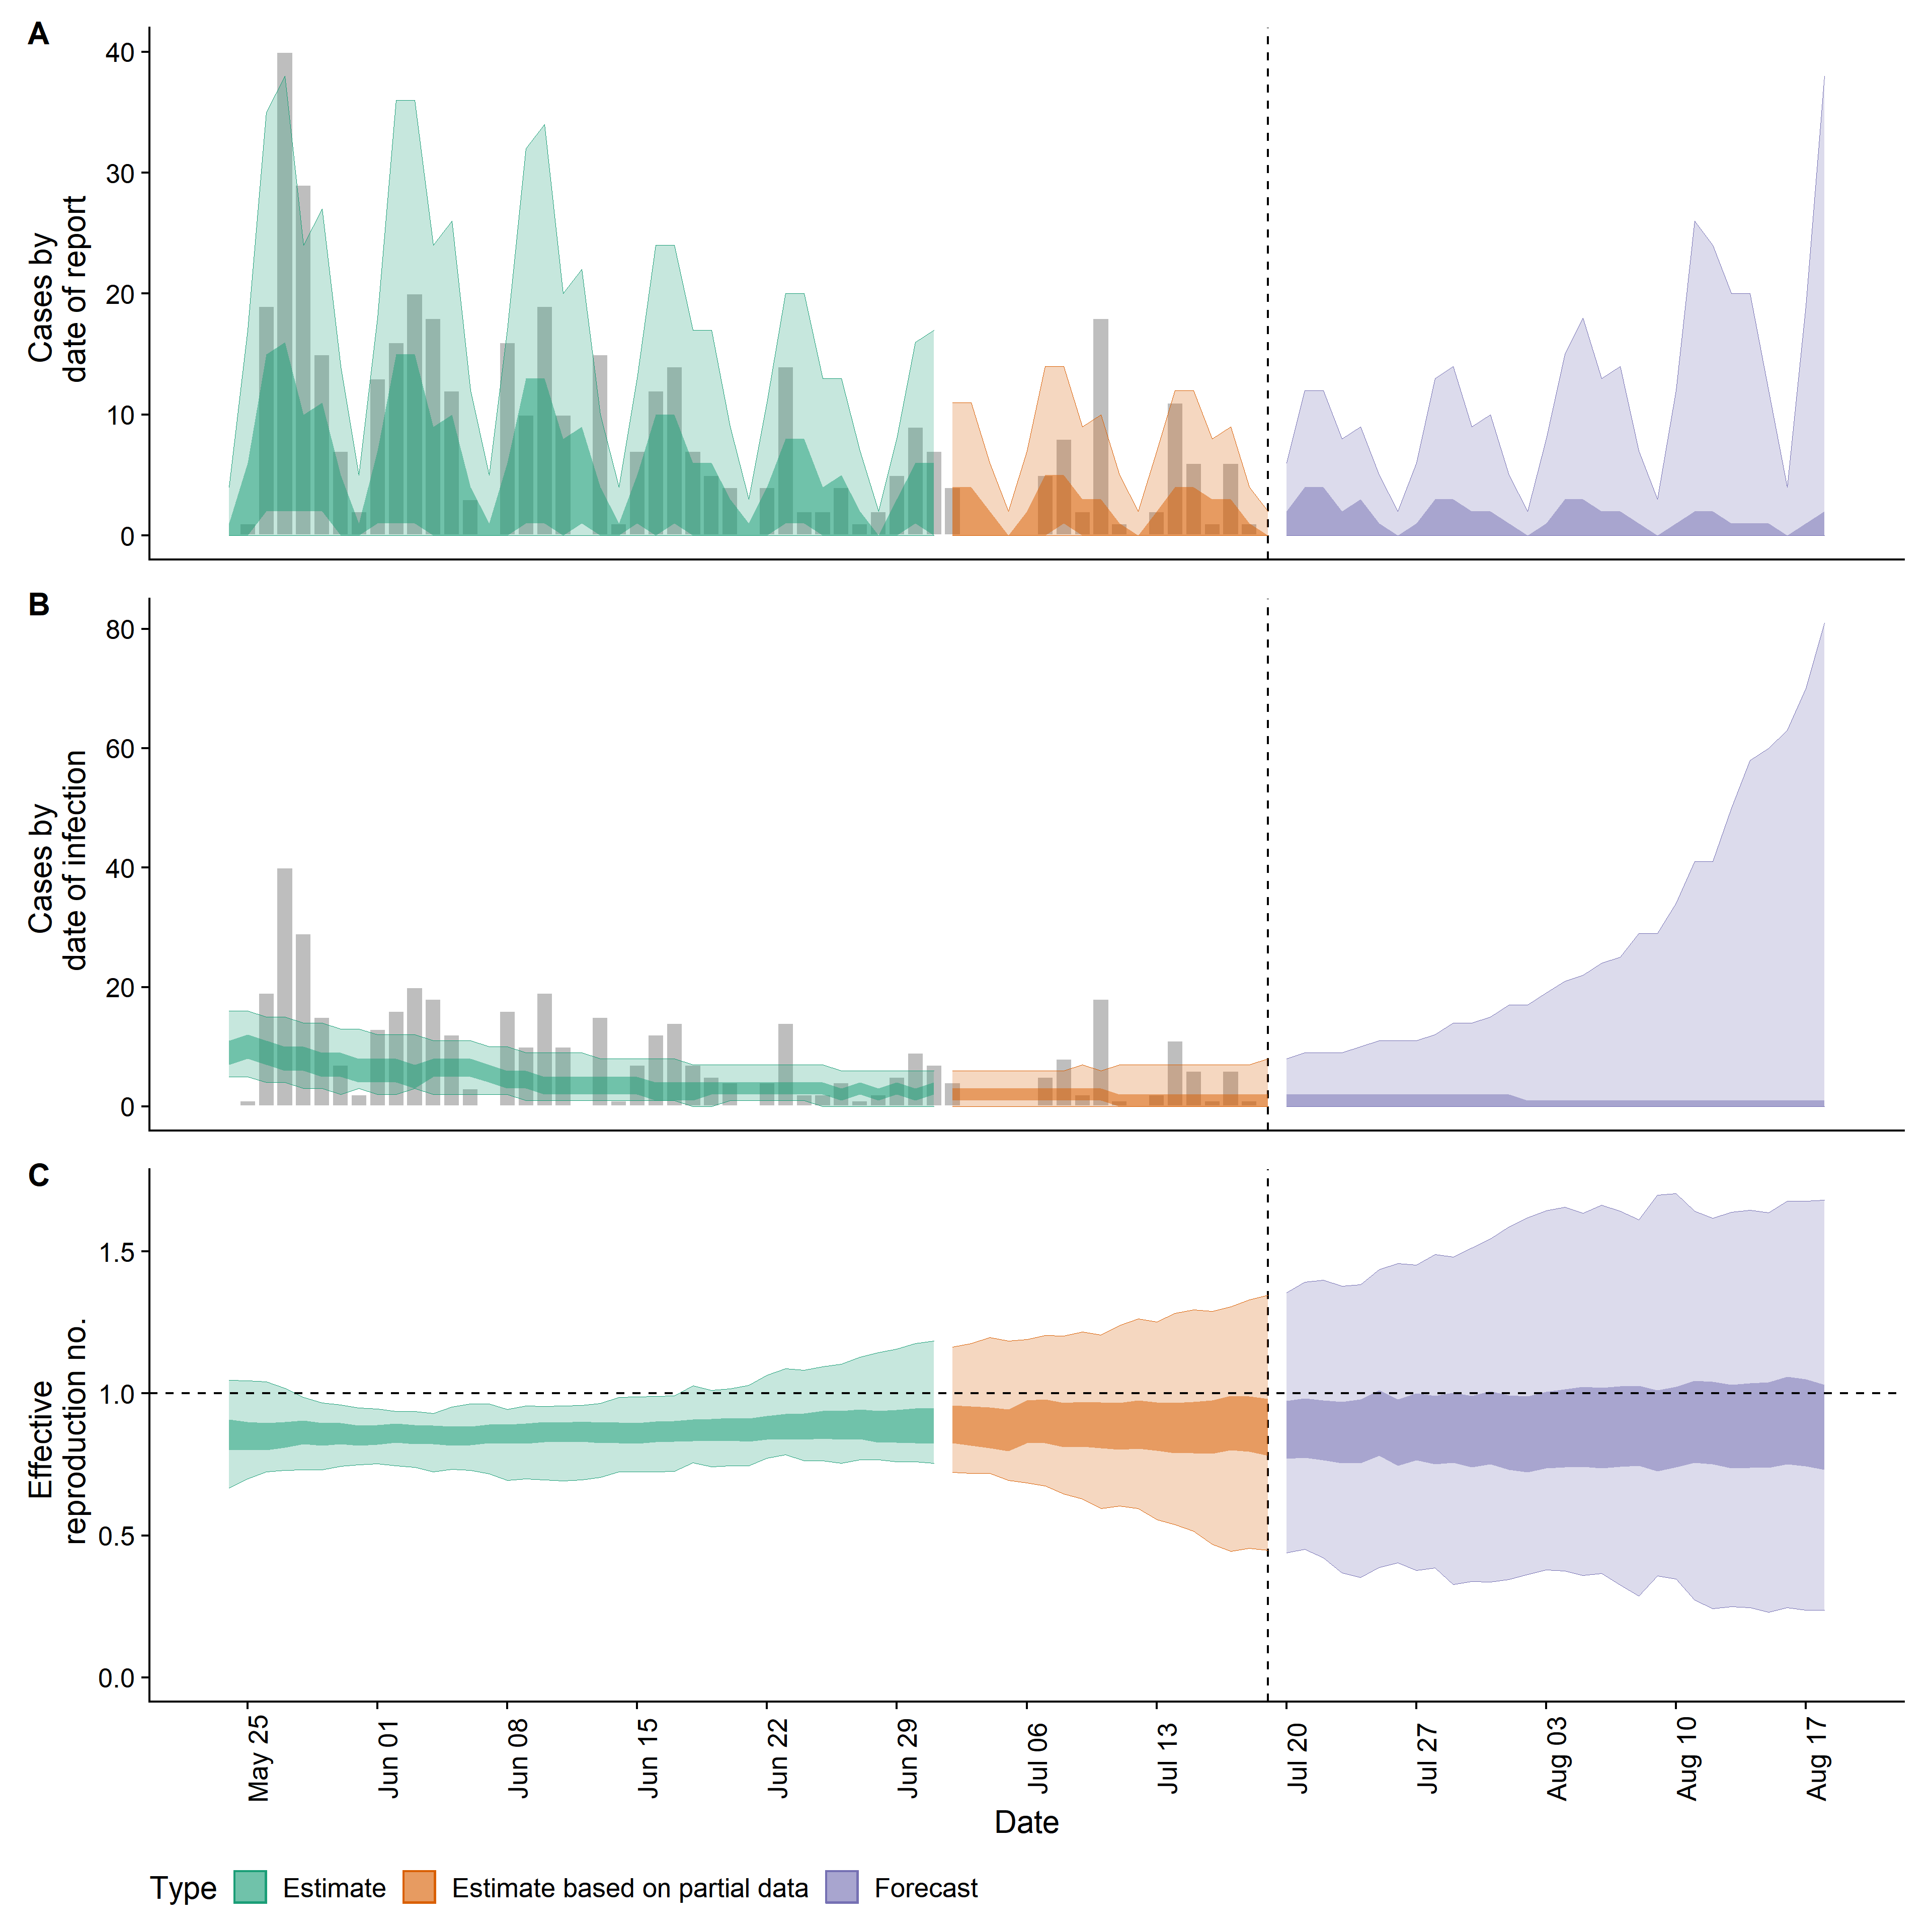 A
40
30
20
10
0
Cases by
date of report
B
80
60
40
20
0
Cases by
date of infection
C
1.5
1.0
0.5
0.0
Effective
reproduction no.
May 25
Jun 01
Jun 08
Jun 15
Jun 22
Jun 29
Jul 06
Jul 13
Jul 20
Jul 27
Aug 03
Aug 10
Aug 17
Date
Type Estimate Estimate based on partial data Forecast